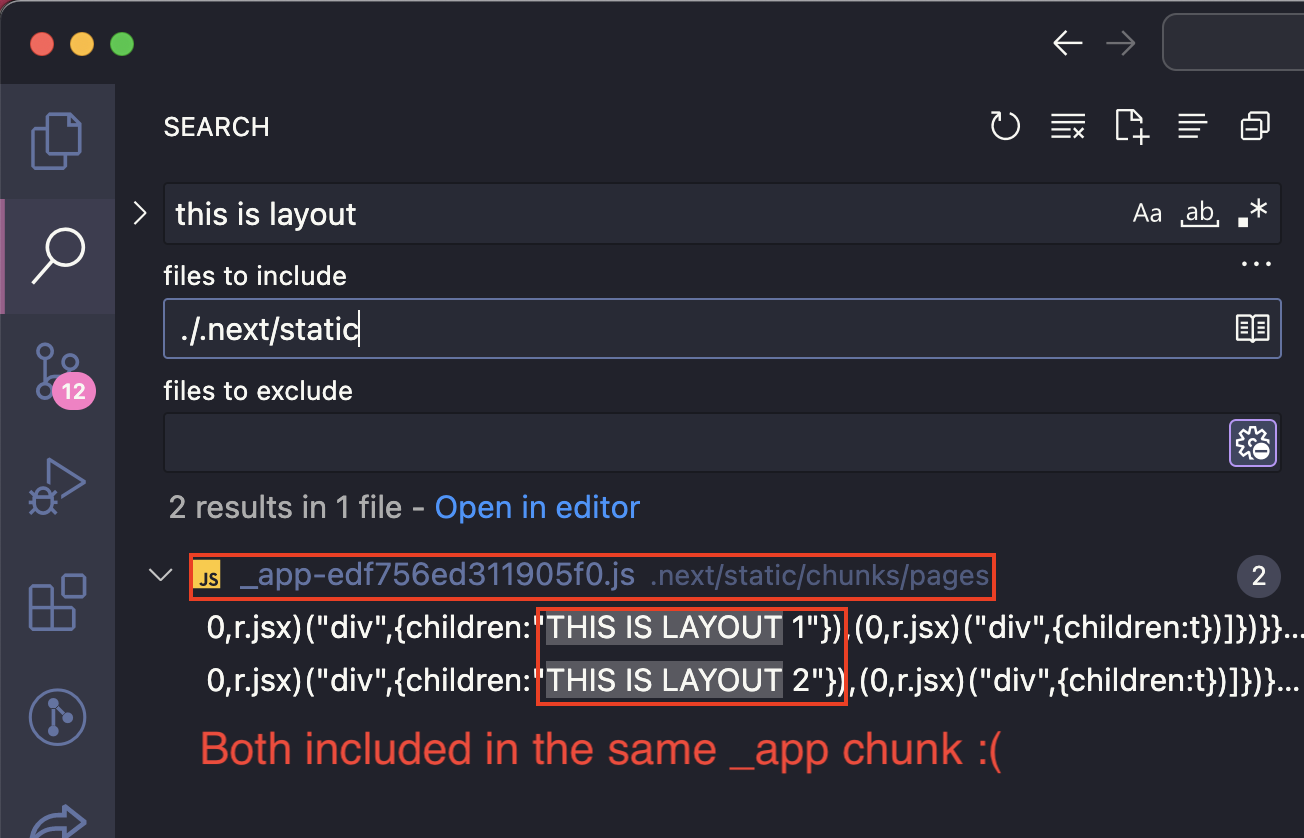 SEARCH
this is layout
Aa ab .*
files to include
...
./.next/static
12
files to exclude
2 results in 1 file - Open in editor
JS _app-edf756ed311905f0.js .next/static/chunks/pages 2
0,r.jsx)("div",{children:"THIS IS LAYOUT 1"}),(0,r.jsx)("div",{children:t})]})}}...
0,r.jsx)("div",{children:"THIS IS LAYOUT 2"}),(0,r.jsx)("div",{children:t})]})}...
Both included in the same _app chunk :(